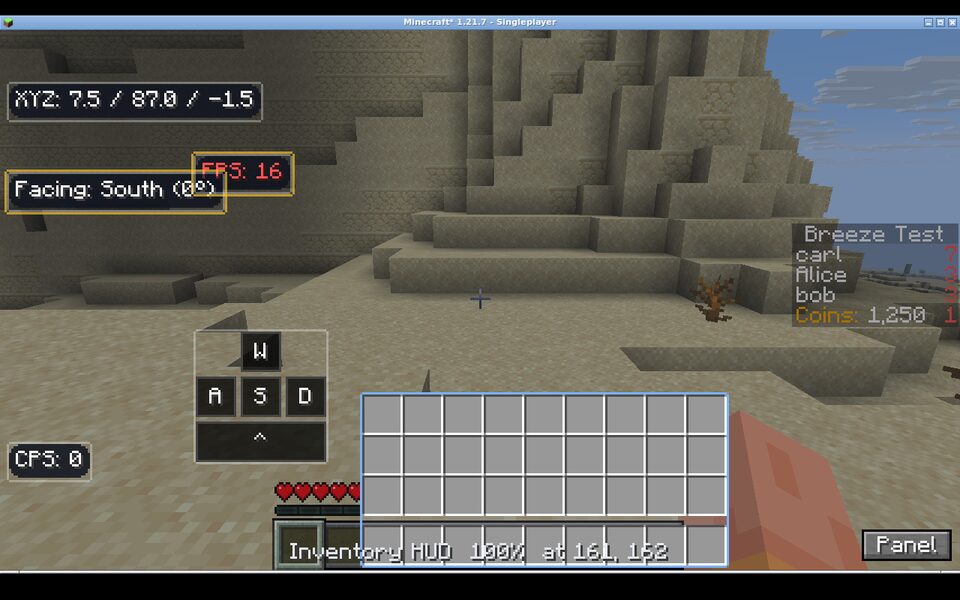 Minecraft* 1.21.7 - Singleplayer
XYZ: 7.5 / 87.0 / -1.5
FPS: 16
Facing: South (0°)
Breeze Test
carl 7
Alice
bob
Coins: 1,250 1
W
A S D
^
CPS: 0
Inventory HUD 100% at 161, 162
Panel